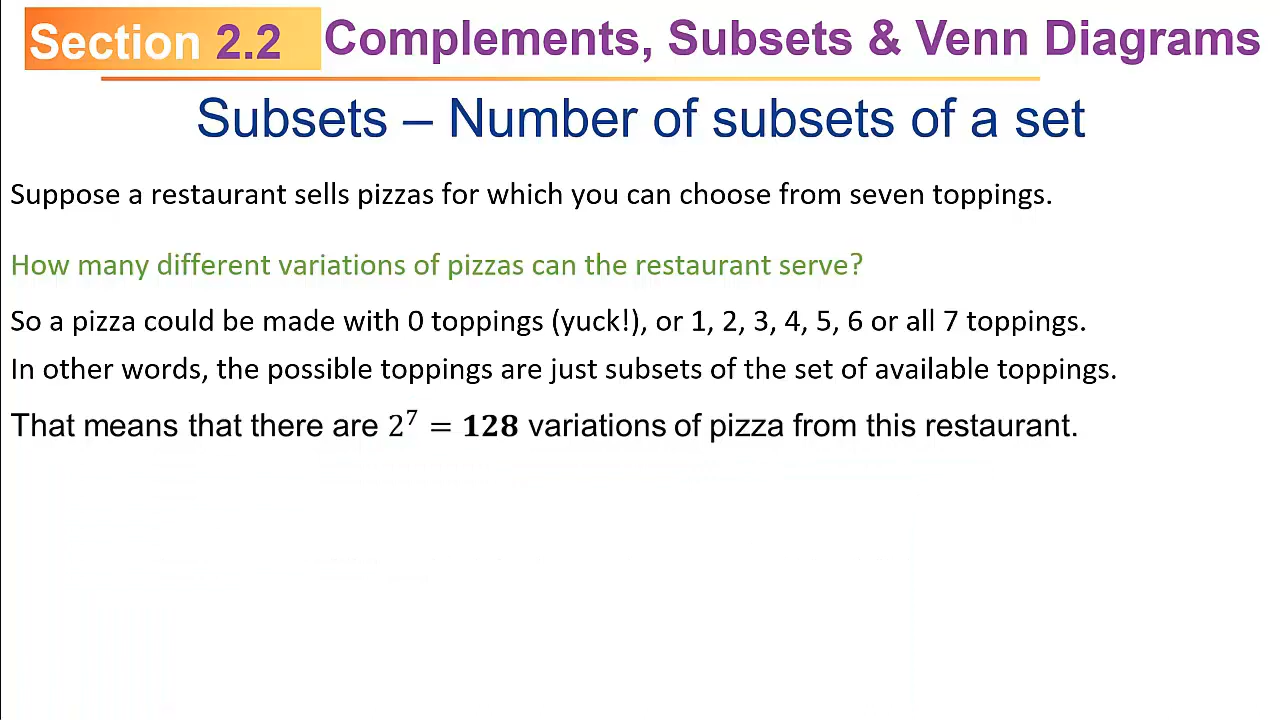 Section 2.2 Complements, Subsets & Venn Diagrams
Subsets – Number of subsets of a set
Suppose a restaurant sells pizzas for which you can choose from seven toppings.
How many different variations of pizzas can the restaurant serve?
So a pizza could be made with 0 toppings (yuck!), or 1, 2, 3, 4, 5, 6 or all 7 toppings.
In other words, the possible toppings are just subsets of the set of available toppings.
That means that there are 2⁷ = 128 variations of pizza from this restaurant.